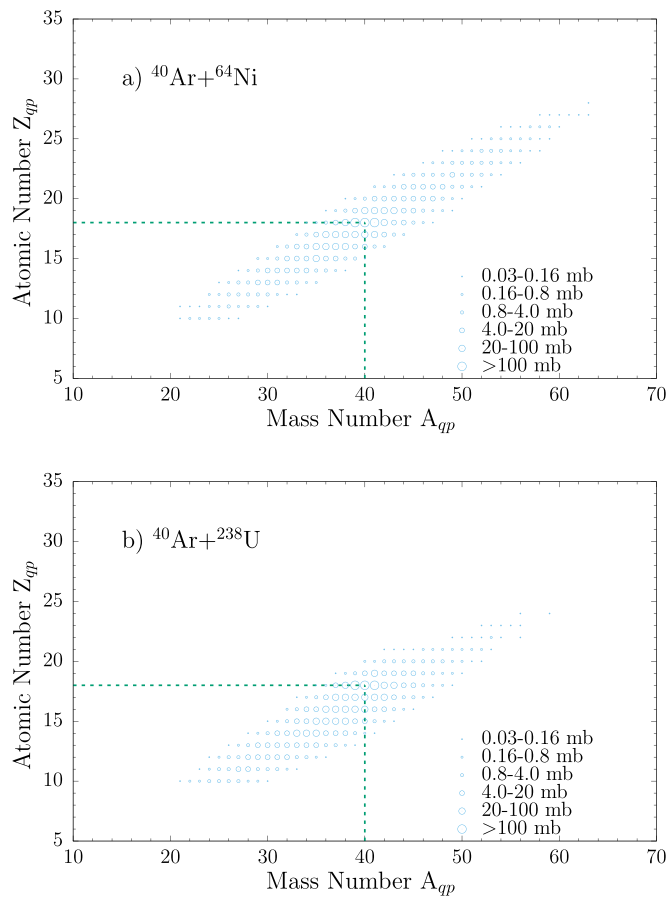 35
30
25
20
15
10
5
Atomic Number Z_qp
a) ⁴⁰Ar+⁶⁴Ni
0.03-0.16 mb
0.16-0.8 mb
0.8-4.0 mb
4.0-20 mb
20-100 mb
>100 mb
10 20 30 40 50 60 70
Mass Number A_qp
35
30
25
20
15
10
5
Atomic Number Z_qp
b) ⁴⁰Ar+²³⁸U
0.03-0.16 mb
0.16-0.8 mb
0.8-4.0 mb
4.0-20 mb
20-100 mb
>100 mb
10 20 30 40 50 60 70
Mass Number A_qp